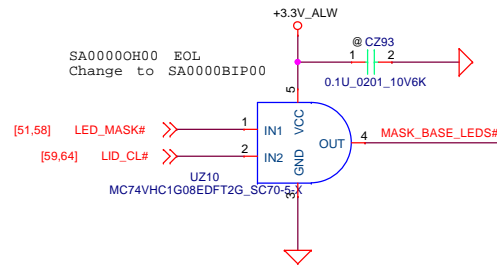 +3.3V_ALW
SA0000OH00 EOL
Change to SA0000BIP00
@ CZ93
1 2
0.1U_0201_10V6K
5
[51,58] LED_MASK# 1 IN1 VCC
OUT 4 MASK_BASE_LEDS#
[59,64] LID_CL# 2 IN2 GND
UZ10
MC74VHC1G08EDFT2G_SC70-5-X
3